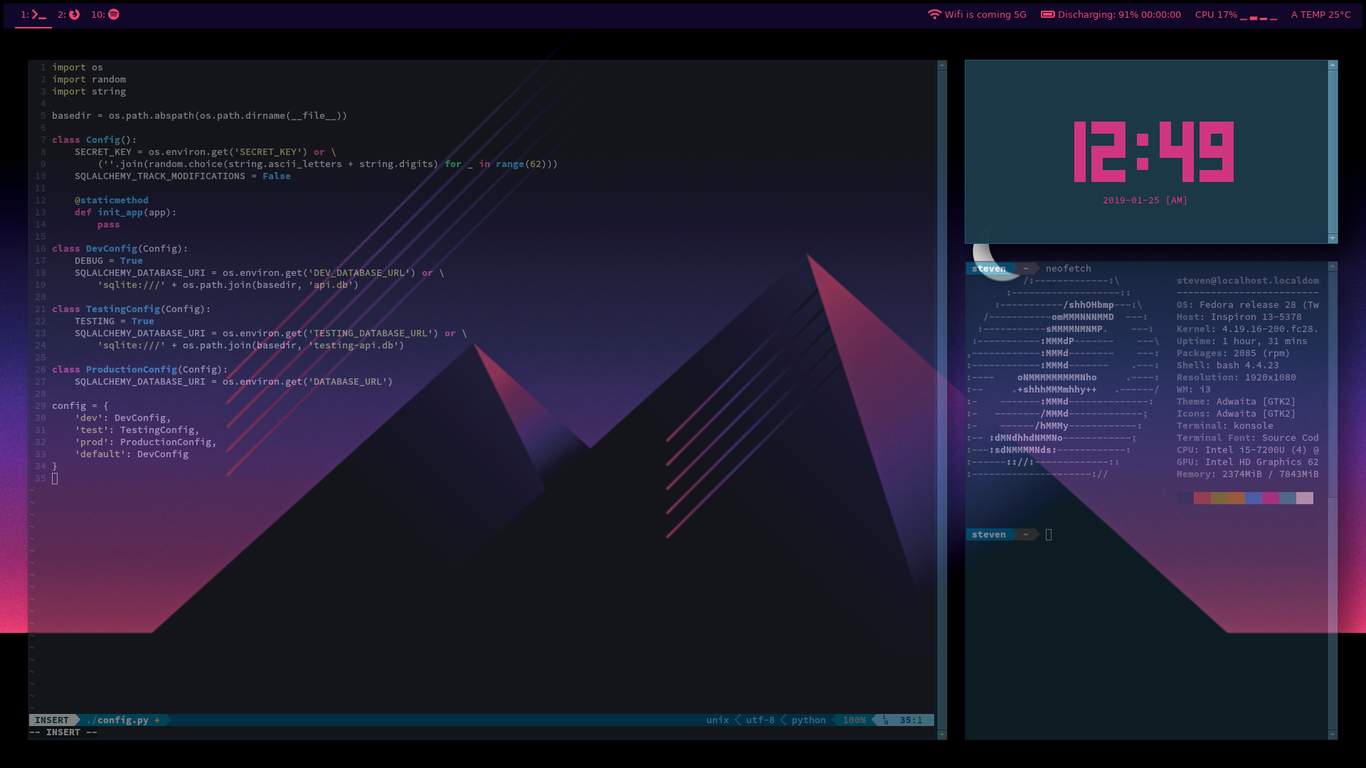 1: 2: 10: Wifi is coming 5G Discharging: 91% 00:00:00 CPU 17% A TEMP 25°C
1 import os
2 import random
3 import string
4
5 basedir = os.path.abspath(os.path.dirname(__file__))
6
7 class Config():
8     SECRET_KEY = os.environ.get('SECRET_KEY') or \
9         (''.join(random.choice(string.ascii_letters + string.digits) for _ in range(62)))
10     SQLALCHEMY_TRACK_MODIFICATIONS = False
11
12     @staticmethod
13     def init_app(app):
14         pass
15
16 class DevConfig(Config):
17     DEBUG = True
18     SQLALCHEMY_DATABASE_URI = os.environ.get('DEV_DATABASE_URL') or \
19         'sqlite:///' + os.path.join(basedir, 'api.db')
20
21 class TestingConfig(Config):
22     TESTING = True
23     SQLALCHEMY_DATABASE_URI = os.environ.get('TESTING_DATABASE_URL') or \
24         'sqlite:///' + os.path.join(basedir, 'testing-api.db')
25
26 class ProductionConfig(Config):
27     SQLALCHEMY_DATABASE_URI = os.environ.get('DATABASE_URL')
28
29 config = {
30     'dev': DevConfig,
31     'test': TestingConfig,
32     'prod': ProductionConfig,
33     'default': DevConfig
34 }
35
INSERT ./config.py + unix utf-8 python 100% 35:1
-- INSERT --
12:49
2019-01-25 [AM]
steven ~ neofetch
steven@localhost.localdom
OS: Fedora release 28 (Tw
Host: Inspiron 13-5378
Kernel: 4.19.16-200.fc28.
Uptime: 1 hour, 31 mins
Packages: 2085 (rpm)
Shell: bash 4.4.23
Resolution: 1920x1080
WM: i3
Theme: Adwaita [GTK2]
Icons: Adwaita [GTK2]
Terminal: konsole
Terminal Font: Source Cod
CPU: Intel i5-7200U (4) @
GPU: Intel HD Graphics 62
Memory: 2374MiB / 7843MiB
steven ~